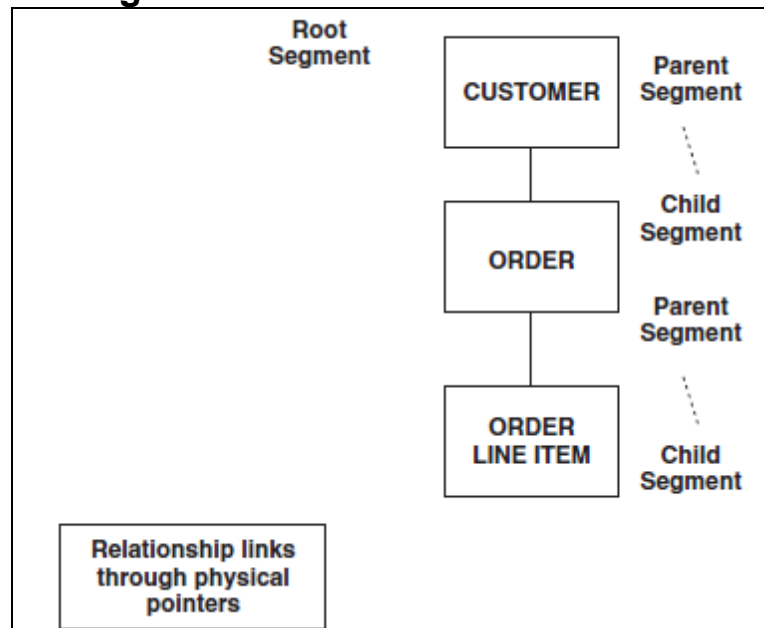 Root
Segment
CUSTOMER
Parent
Segment
Child
Segment
ORDER
Parent
Segment
ORDER
LINE ITEM
Child
Segment
Relationship links
through physical
pointers